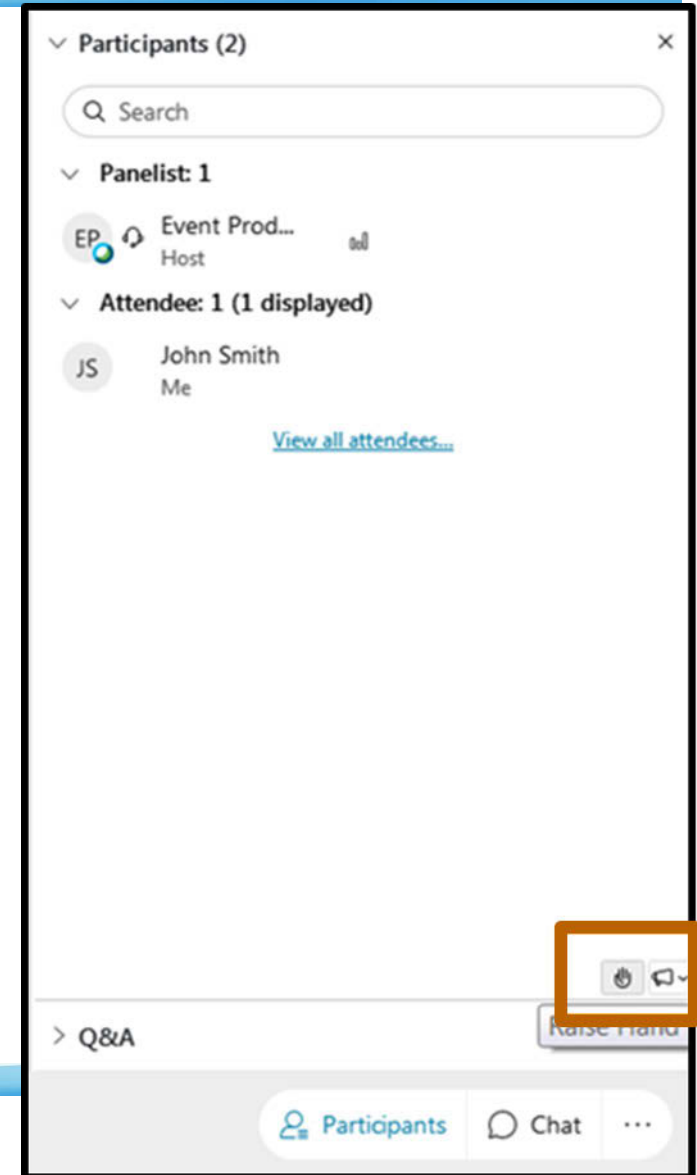 Participants (2)
Search
Panelist: 1
EP
Event Prod...
Host
Attendee: 1 (1 displayed)
JS
John Smith
Me
View all attendees...
Raise Hand
Q&A
Participants
Chat
...